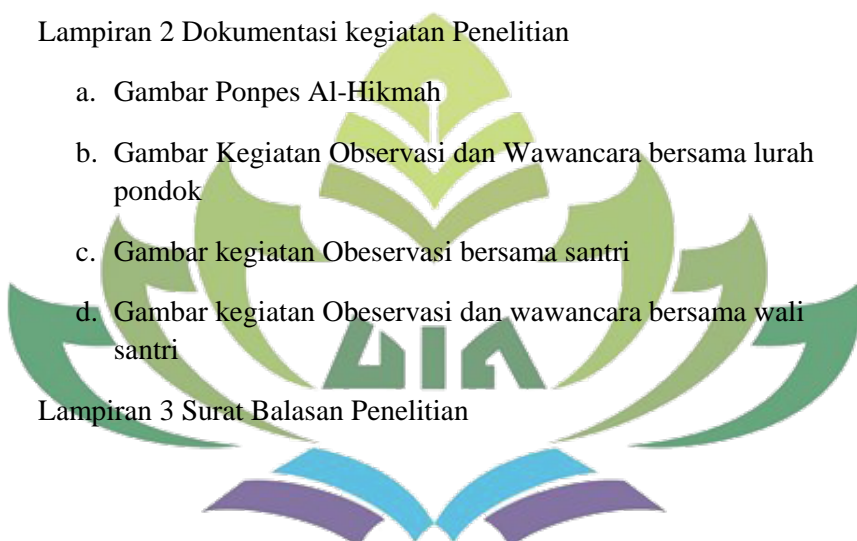 Lampiran 2 Dokumentasi kegiatan Penelitian
a. Gambar Ponpes Al-Hikmah
b. Gambar Kegiatan Observasi dan Wawancara bersama lurah
pondok
c. Gambar kegiatan Obeservasi bersama santri
d. Gambar kegiatan Obeservasi dan wawancara bersama wali
santri
UIN
Lampiran 3 Surat Balasan Penelitian